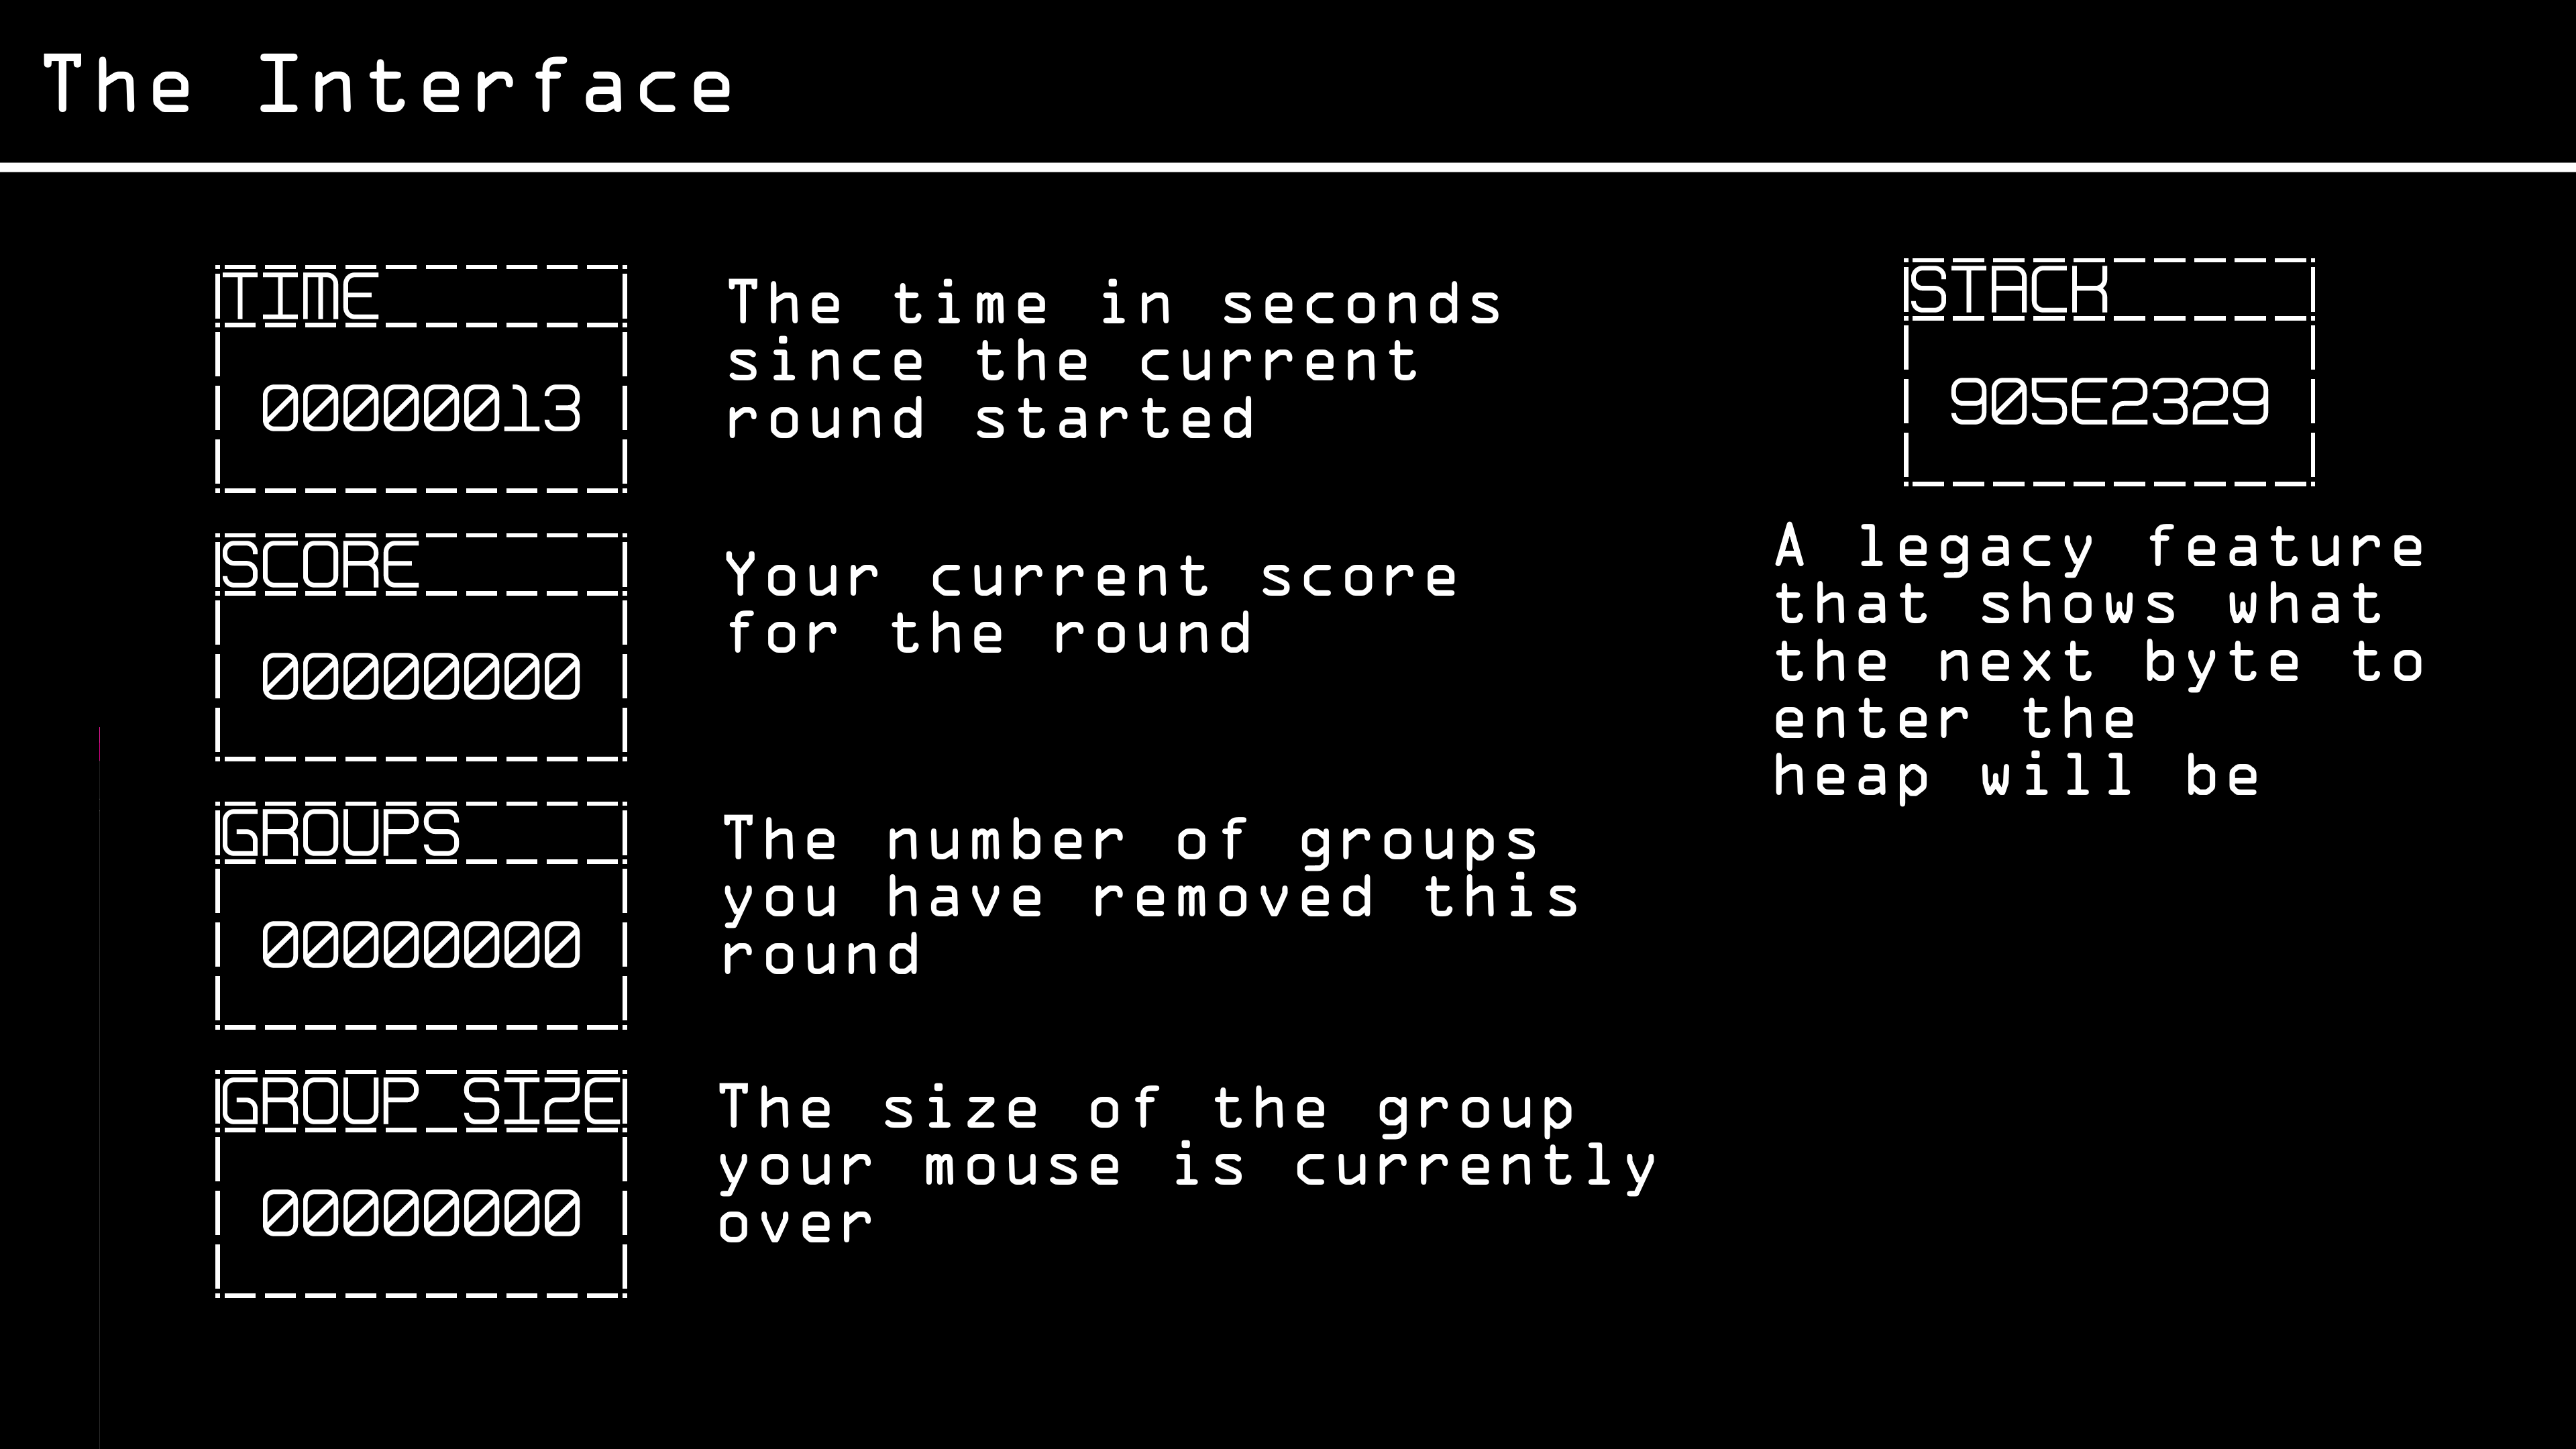 The Interface
TIME
00000013
The time in seconds
since the current
round started
SCORE
00000000
Your current score
for the round
GROUPS
00000000
The number of groups
you have removed this
round
GROUP SIZE
00000000
The size of the group
your mouse is currently
over
STACK
905E2329
A legacy feature
that shows what
the next byte to
enter the
heap will be